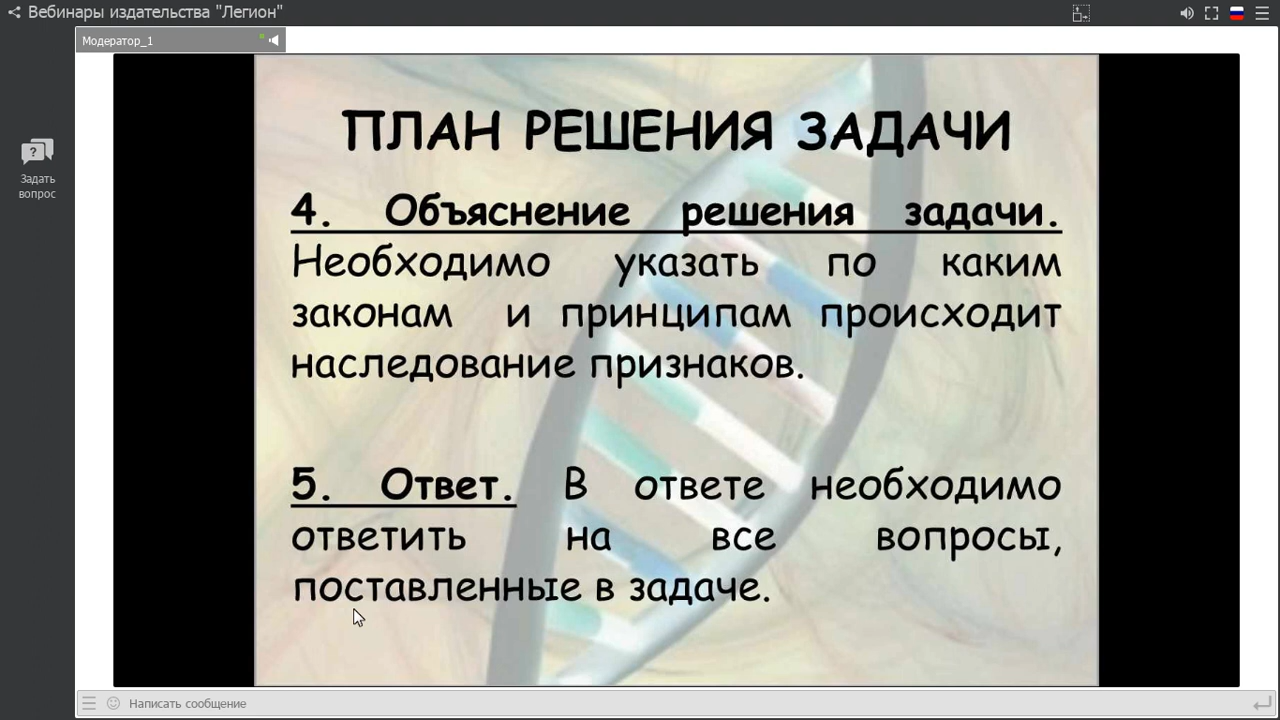 Вебинары издательства "Легион"
Модератор_1
Задать
вопрос
ПЛАН РЕШЕНИЯ ЗАДАЧИ
4. Объяснение решения задачи.
Необходимо указать по каким
законам и принципам происходит
наследование признаков.
5. Ответ. В ответе необходимо
ответить на все вопросы,
поставленные в задаче.
Написать сообщение